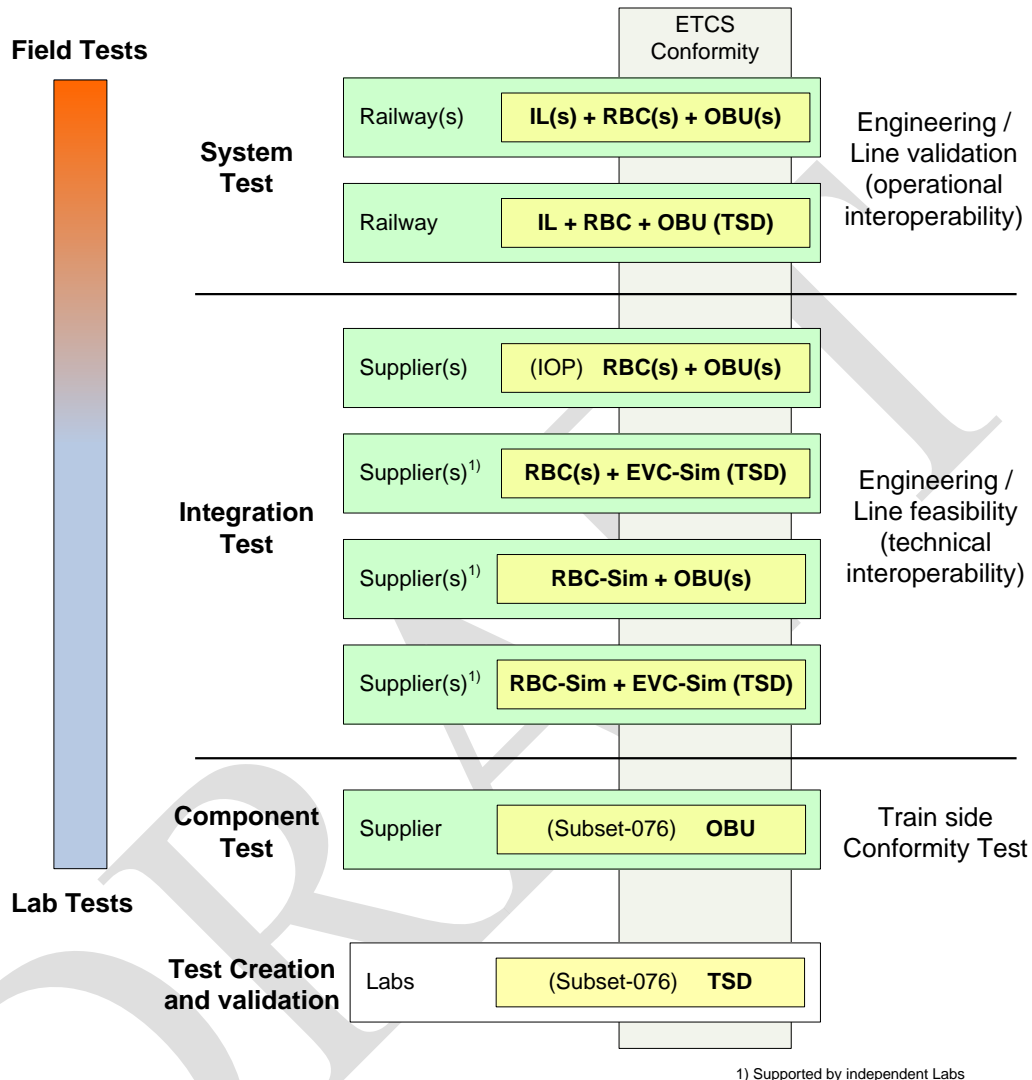 ETCS
Conformity
Field Tests
Railway(s) IL(s) + RBC(s) + OBU(s)
System
Test
Engineering /
Line validation
(operational
interoperability)
Railway IL + RBC + OBU (TSD)
Supplier(s) (IOP) RBC(s) + OBU(s)
Supplier(s)1) RBC(s) + EVC-Sim (TSD)
Integration
Test
Engineering /
Line feasibility
(technical
interoperability)
Supplier(s)1) RBC-Sim + OBU(s)
Supplier(s)1) RBC-Sim + EVC-Sim (TSD)
Component
Test
Supplier (Subset-076) OBU
Train side
Conformity Test
Lab Tests
Test Creation
and validation
Labs (Subset-076) TSD
1) Supported by independent Labs
DRAFT